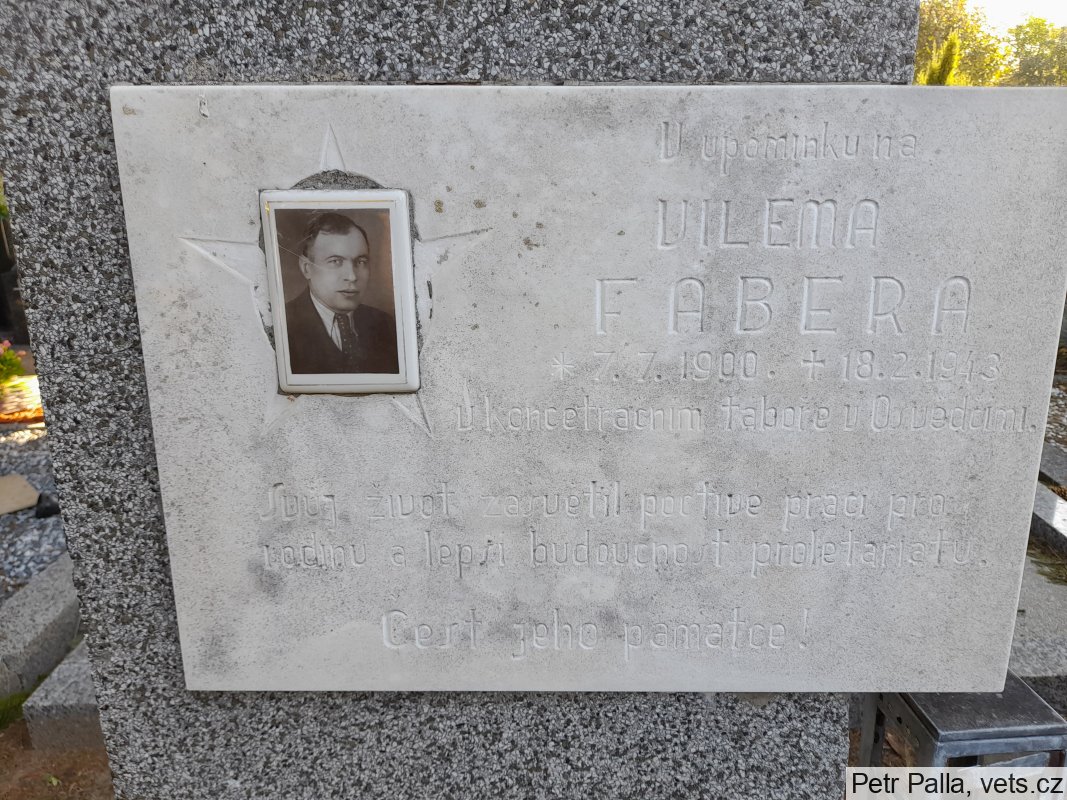 V upomínku na
VILÉMA
FABERA
* 7. 7. 1900. + 18.2.1943
V koncetračním táboře v Osvěčimi.
Svůj život zasvětil poctivé práci pro
rodinu a lepší budoucnost proletariátu.
Čest jeho památce!
Petr Palla, vets.cz